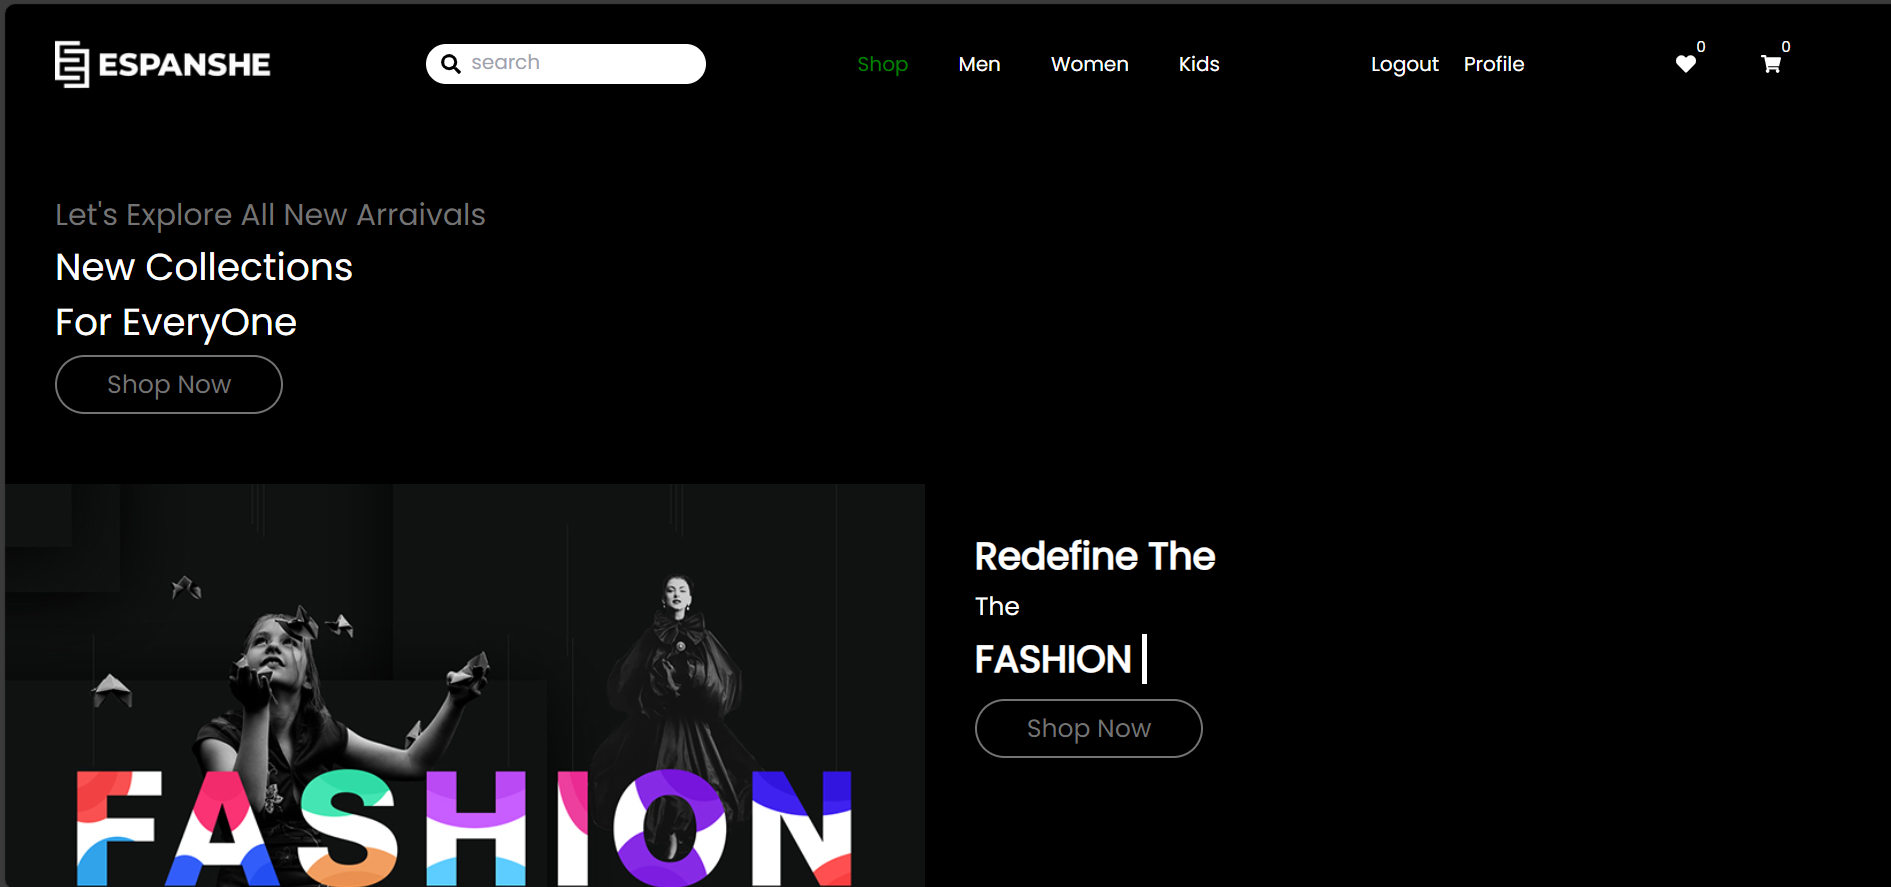 ESPANSHE
search
Shop Men Women Kids
Logout Profile
0 0
Let's Explore All New Arraivals
New Collections
For EveryOne
Shop Now
Redefine The
The
FASHION
Shop Now
FASHION